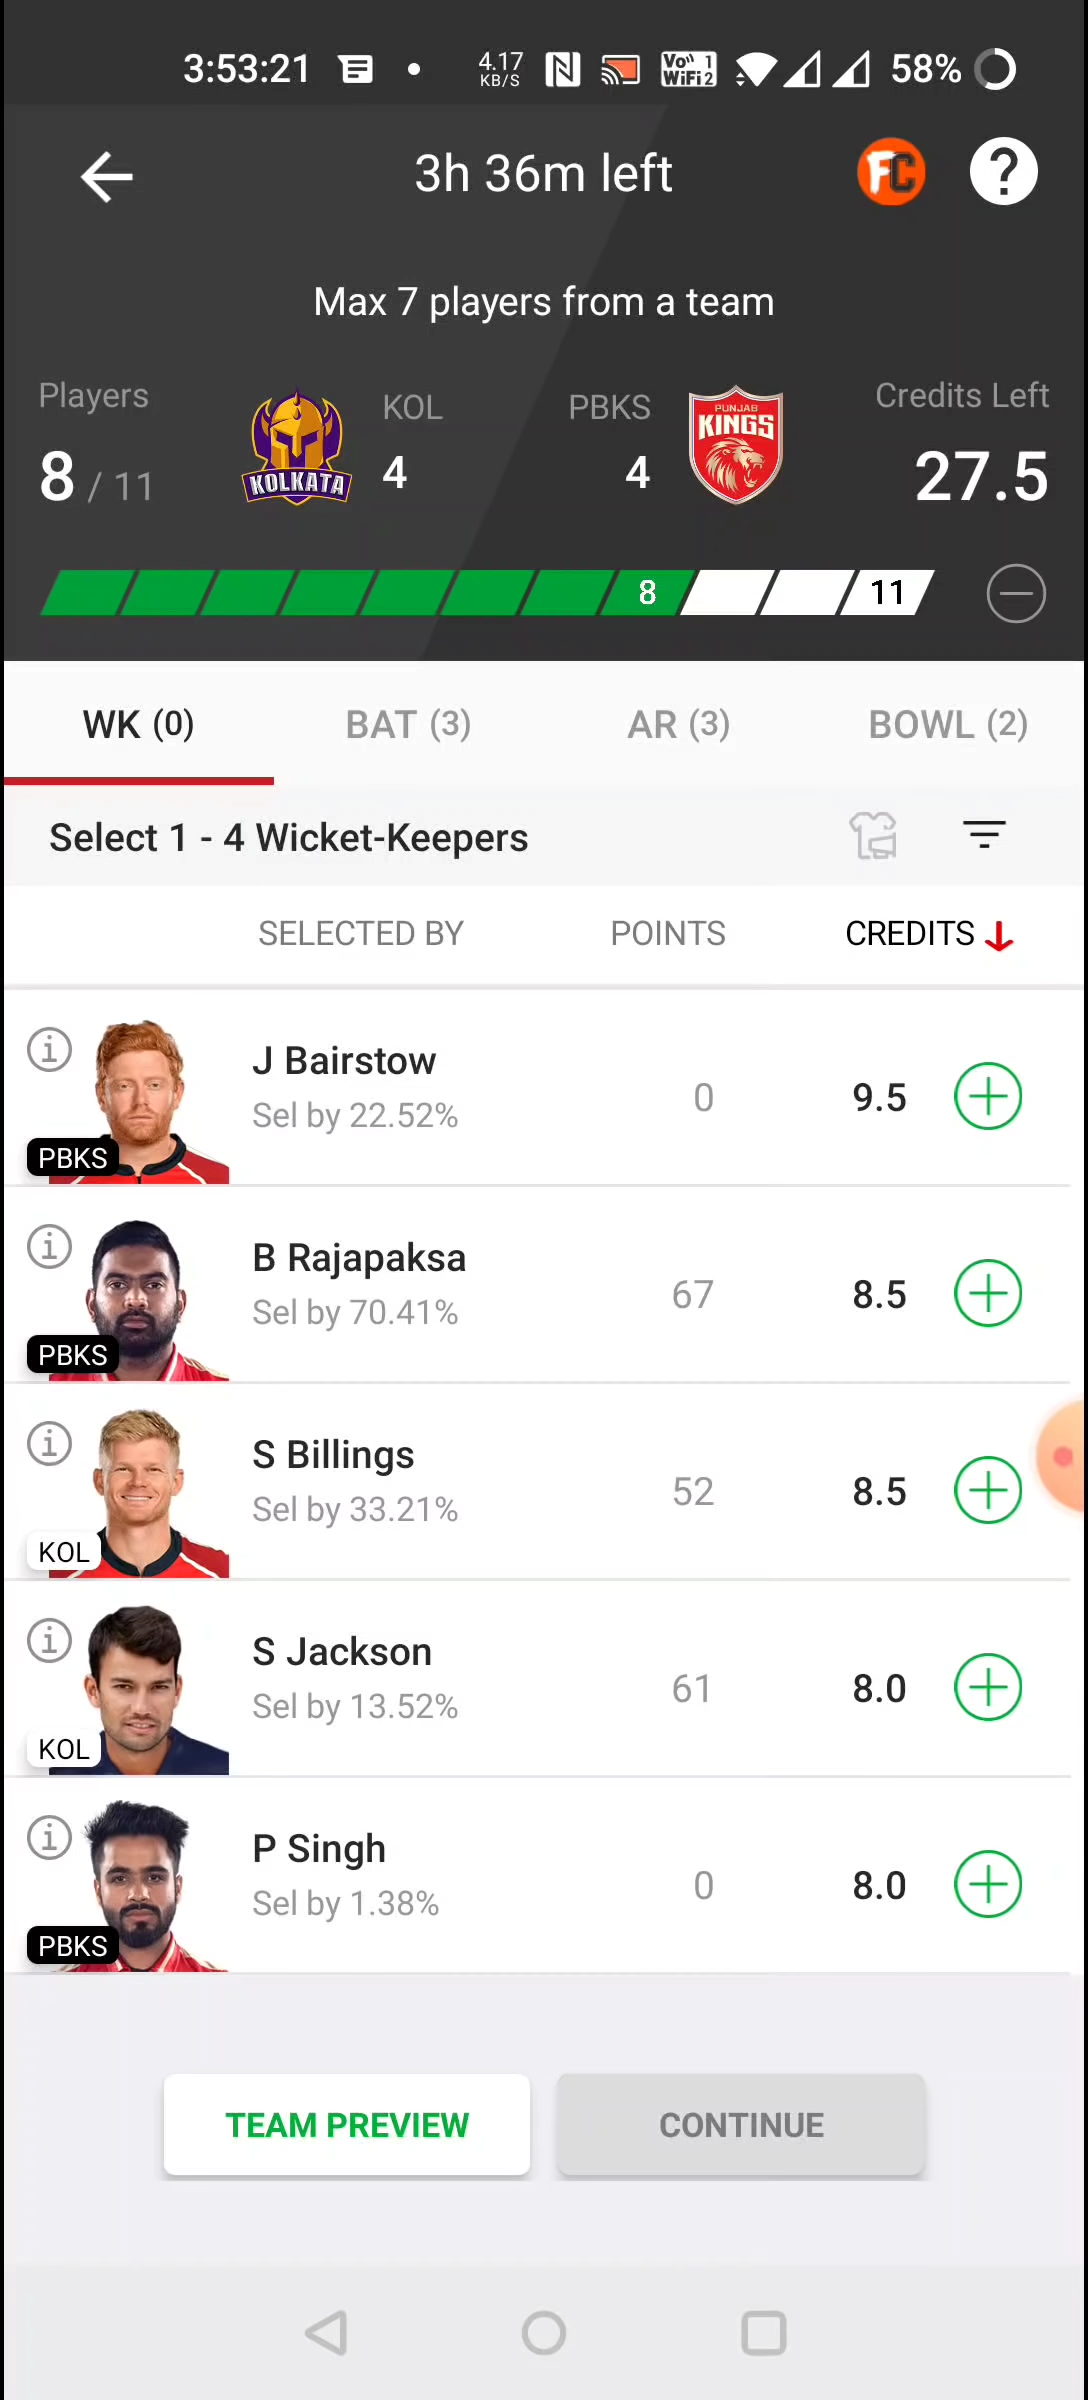 3:53:21 4.17 KB/S Vo 1 WiFi 2 58%
3h 36m left FC ?
Max 7 players from a team
Players KOL PBKS Credits Left
8 / 11 KOLKATA 4 4 PUNJAB KINGS 27.5
8 11
WK (0) BAT (3) AR (3) BOWL (2)
Select 1 - 4 Wicket-Keepers
SELECTED BY POINTS CREDITS
J Bairstow
Sel by 22.52% 0 9.5
PBKS
B Rajapaksa
Sel by 70.41% 67 8.5
PBKS
S Billings
Sel by 33.21% 52 8.5
KOL
S Jackson
Sel by 13.52% 61 8.0
KOL
P Singh
Sel by 1.38% 0 8.0
PBKS
TEAM PREVIEW CONTINUE